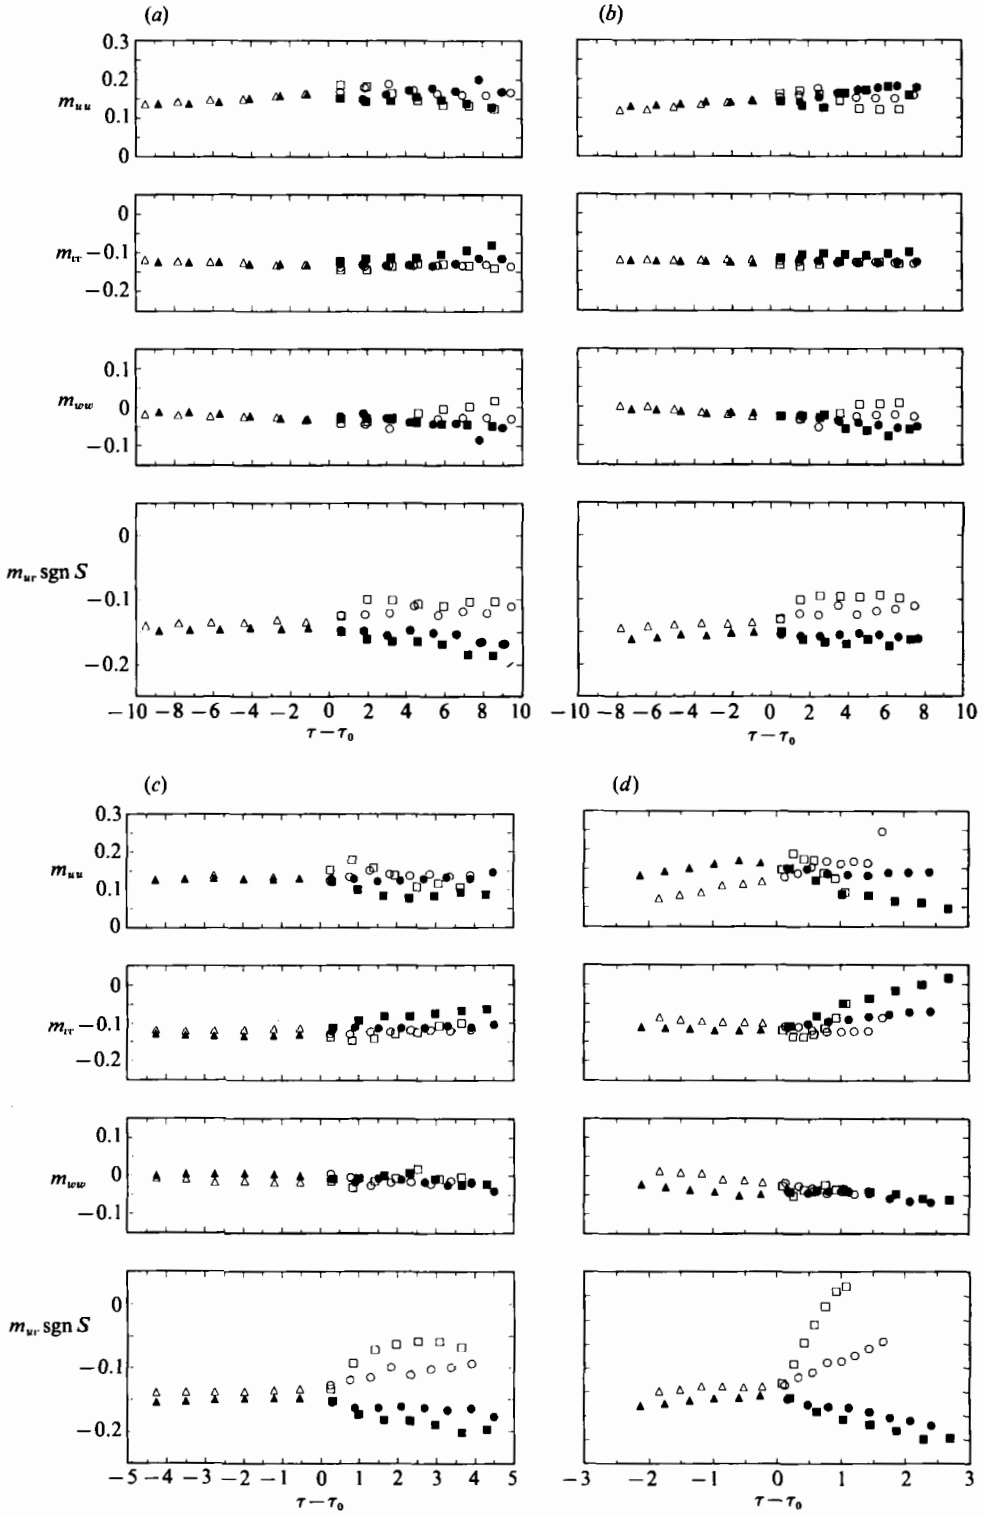 (a) (b)
0.3
0.2
m_uu
0.1
0
0
m_vv −0.1
−0.2
0.1
m_ww 0
−0.1
0
m_uv sgn S
−0.1
−0.2
−10 −8 −6 −4 −2 0 2 4 6 8 10 −10 −8 −6 −4 −2 0 2 4 6 8 10
τ−τ₀ τ−τ₀
(c) (d)
0.3
0.2
m_uu
0.1
0
0
m_vv −0.1
−0.2
0.1
m_ww 0
−0.1
0
m_uv sgn S
−0.1
−0.2
−5 −4 −3 −2 −1 0 1 2 3 4 5 −3 −2 −1 0 1 2 3
τ−τ₀ τ−τ₀